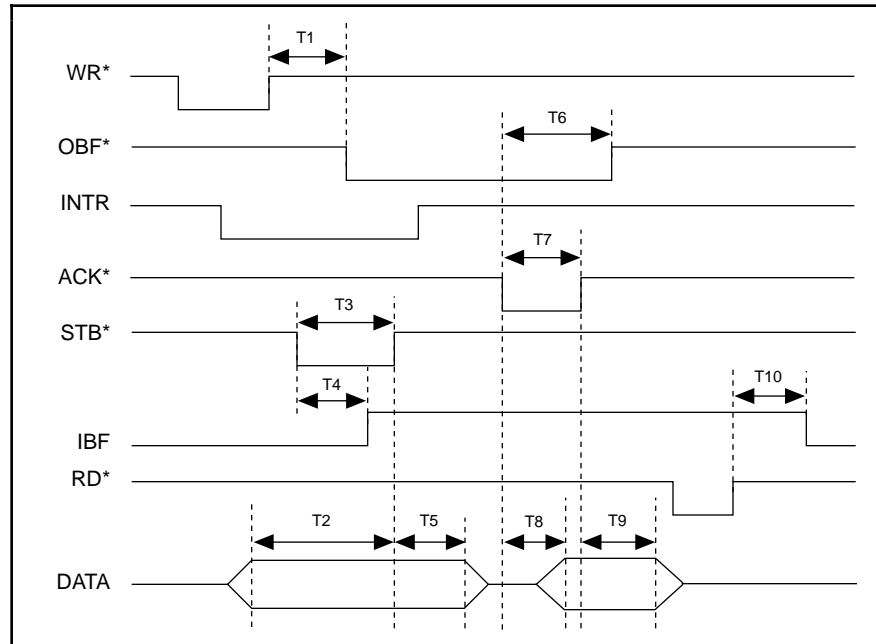 T1
WR*
T6
OBF*
INTR
T7
ACK*
T3
STB*
T4
T10
IBF
RD*
T2
T5
T8
T9
DATA